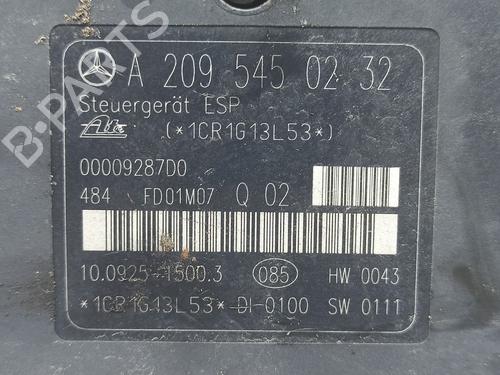 B-PARTS
A 209 545 02 32
Steuergerät ESP
Ate (*1CR1G13L53*)
00009287D0
484 FD01M07 Q 02
10.0925-1500.3 085 HW 0043
*1CR1G13L53* DI-0100 SW 0111